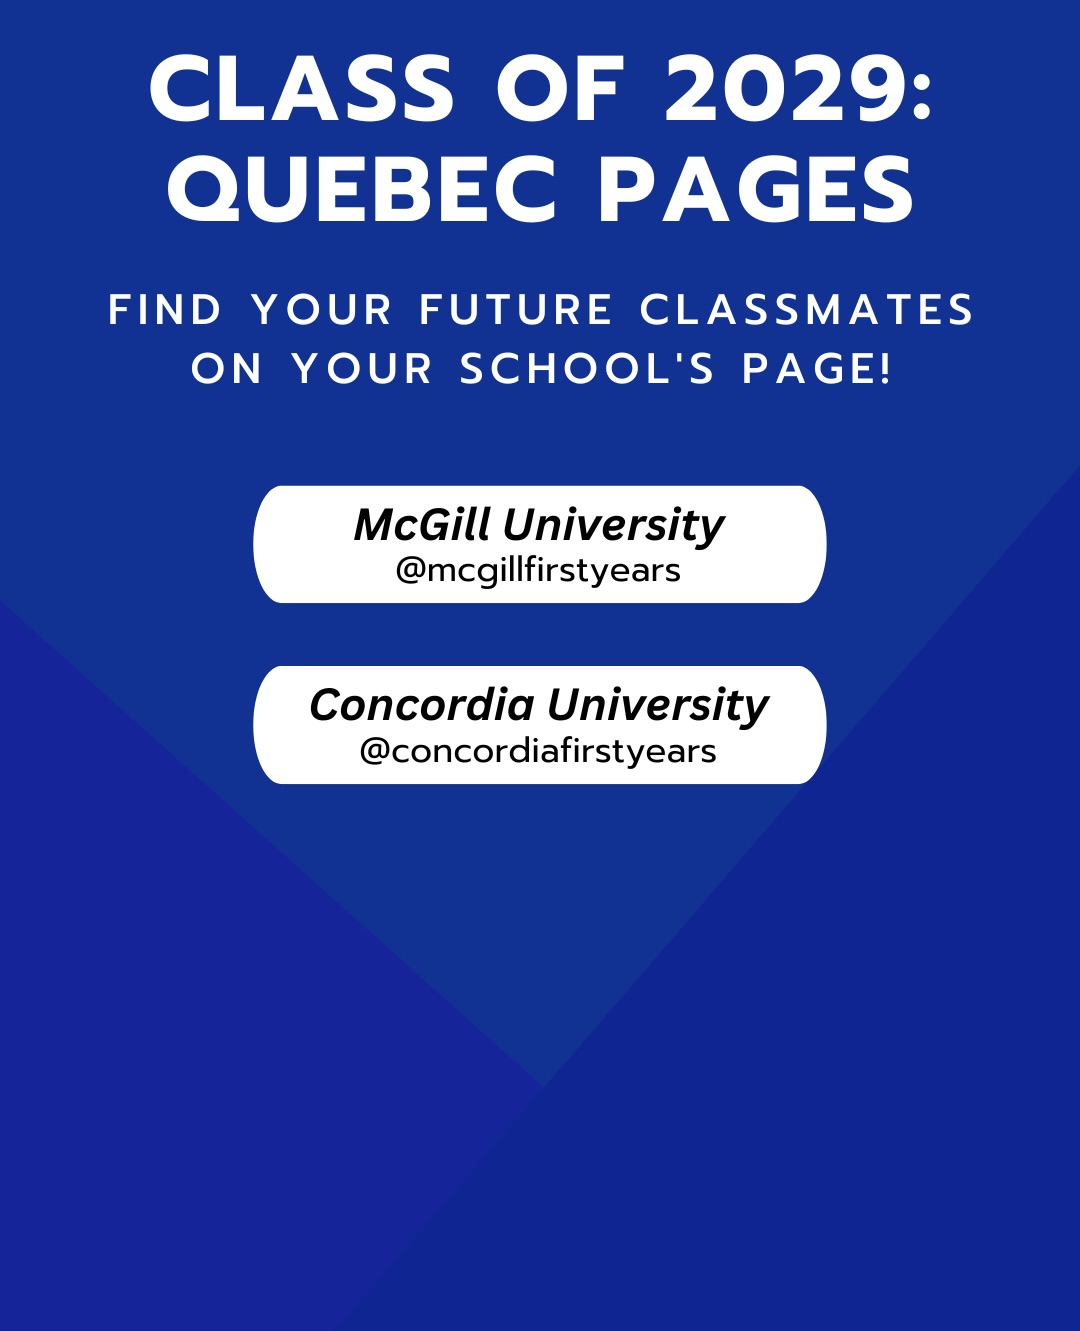 CLASS OF 2029:
QUEBEC PAGES
FIND YOUR FUTURE CLASSMATES
ON YOUR SCHOOL'S PAGE!
McGill University
@mcgillfirstyears
Concordia University
@concordiafirstyears